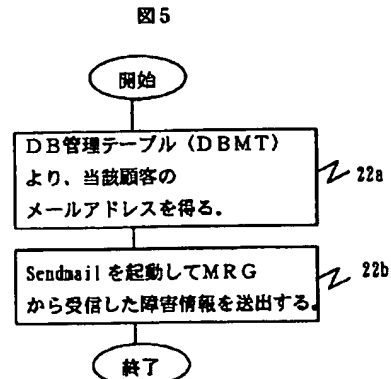 図5
開始
DB管理テーブル（DBMT）
より、当該顧客の
メールアドレスを得る。
22a
Sendmailを起動してMRG
から受信した障害情報を送出する。
22b
終了